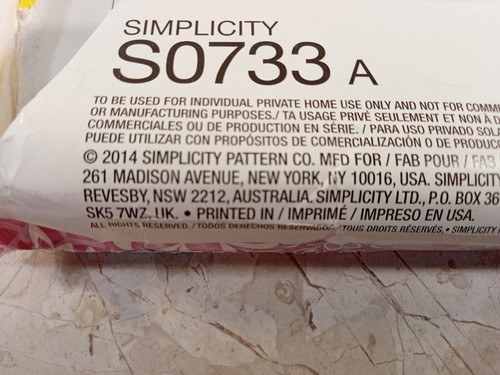 SIMPLICITY
S0733 A
TO BE USED FOR INDIVIDUAL PRIVATE HOME USE ONLY AND NOT FOR COMM
OR MANUFACTURING PURPOSES./ TA USAGE PRIVÉ SEULEMENT ET NON À D
COMMERCIALES OU DE PRODUCTION EN SÉRIE. / PARA USO PRIVADO SOL
PUEDE UTILIZAR CON PROPÓSITOS DE COMERCIALIZACIÓN O DE PRODUC
© 2014 SIMPLICITY PATTERN CO. MFD FOR / FAB POUR / FAB
261 MADISON AVENUE, NEW YORK, NY 10016, USA. SIMPLICITY
REVESBY, NSW 2212, AUSTRALIA. SIMPLICITY LTD., P.O. BOX 36
SK5 7WZ, UK. • PRINTED IN / IMPRIMÉ / IMPRESO EN USA.
ALL RIGHTS RESERVED. / TODOS DERECHOS RESERVADOS / TOUS DROITS RÉSERVÉS. • SIMPLICITY